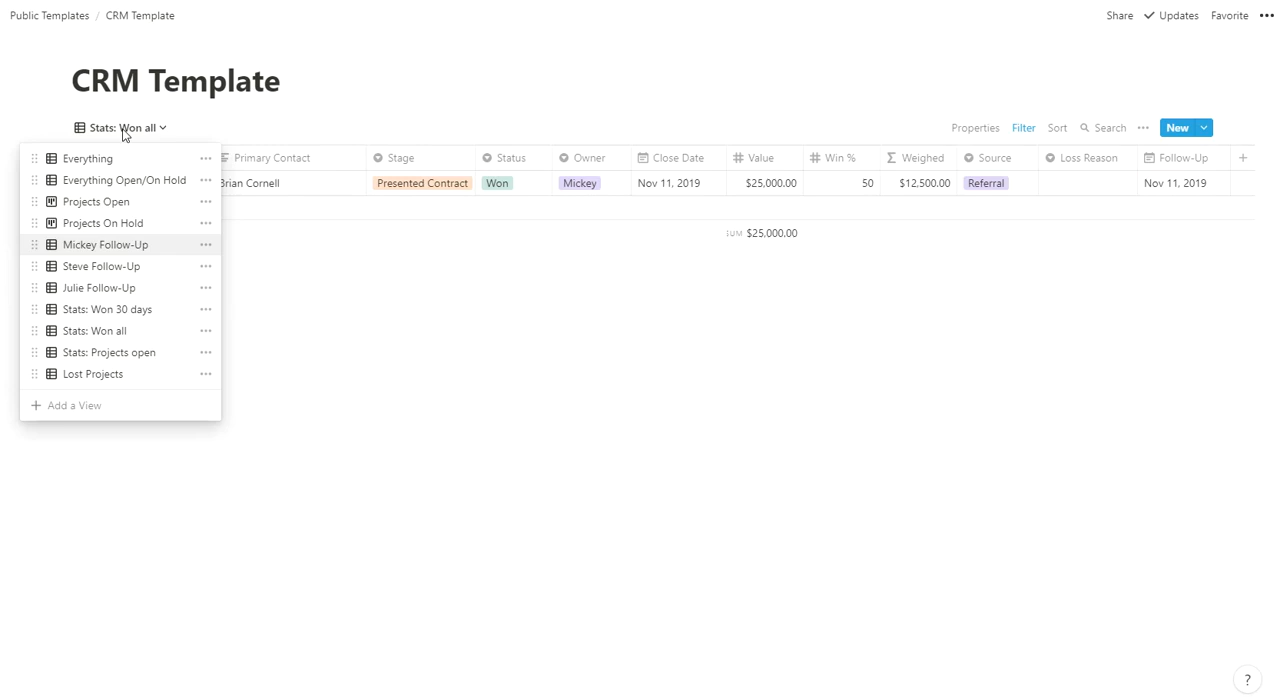 Public Templates / CRM Template
Share Updates Favorite
CRM Template
Stats: Won all
Properties Filter Sort Search New
Everything
Everything Open/On Hold
Projects Open
Projects On Hold
Mickey Follow-Up
Steve Follow-Up
Julie Follow-Up
Stats: Won 30 days
Stats: Won all
Stats: Projects open
Lost Projects
+ Add a View
Primary Contact Stage Status Owner Close Date Value Win % Weighed Source Loss Reason Follow-Up +
Brian Cornell Presented Contract Won Mickey Nov 11, 2019 $25,000.00 50 $12,500.00 Referral Nov 11, 2019
SUM $25,000.00
?